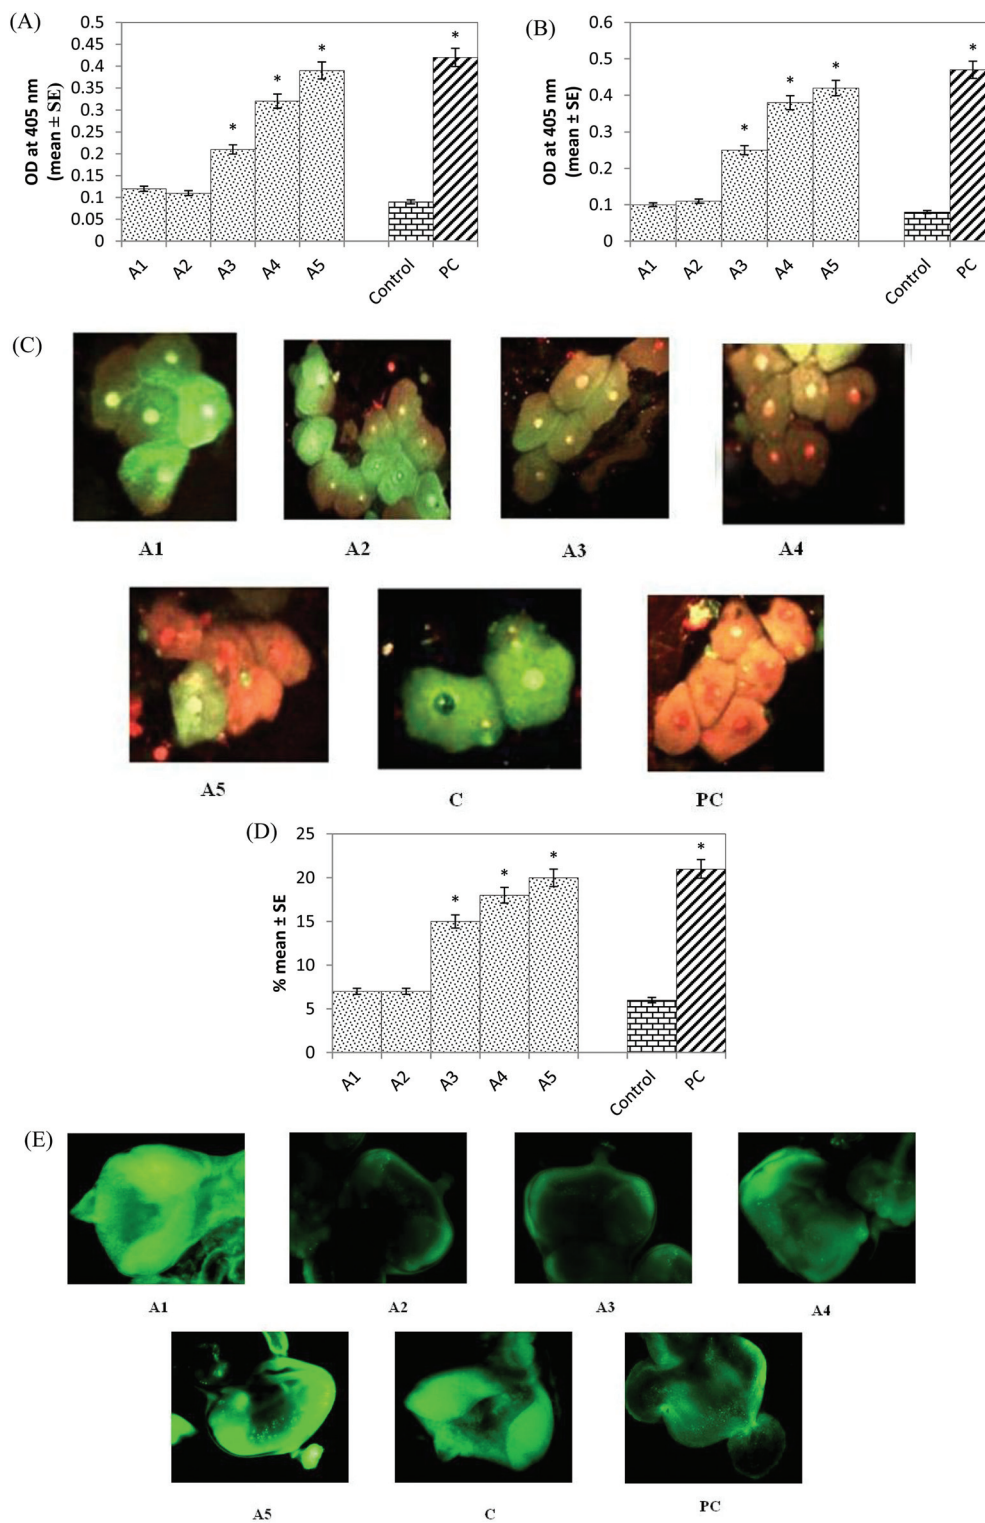 (A)
0.5
0.45
0.4
0.35
0.3
0.25
0.2
0.15
0.1
0.05
0
OD at 405 nm
(mean ± SE)
*
*
*
*
A1
A2
A3
A4
A5
Control
PC
(B)
0.6
0.5
0.4
0.3
0.2
0.1
0
OD at 405 nm
(mean ± SE)
*
*
*
*
A1
A2
A3
A4
A5
Control
PC
(C)
A1
A2
A3
A4
A5
C
PC
(D)
25
20
15
10
5
0
% mean ± SE
*
*
*
*
A1
A2
A3
A4
A5
Control
PC
(E)
A1
A2
A3
A4
A5
C
PC